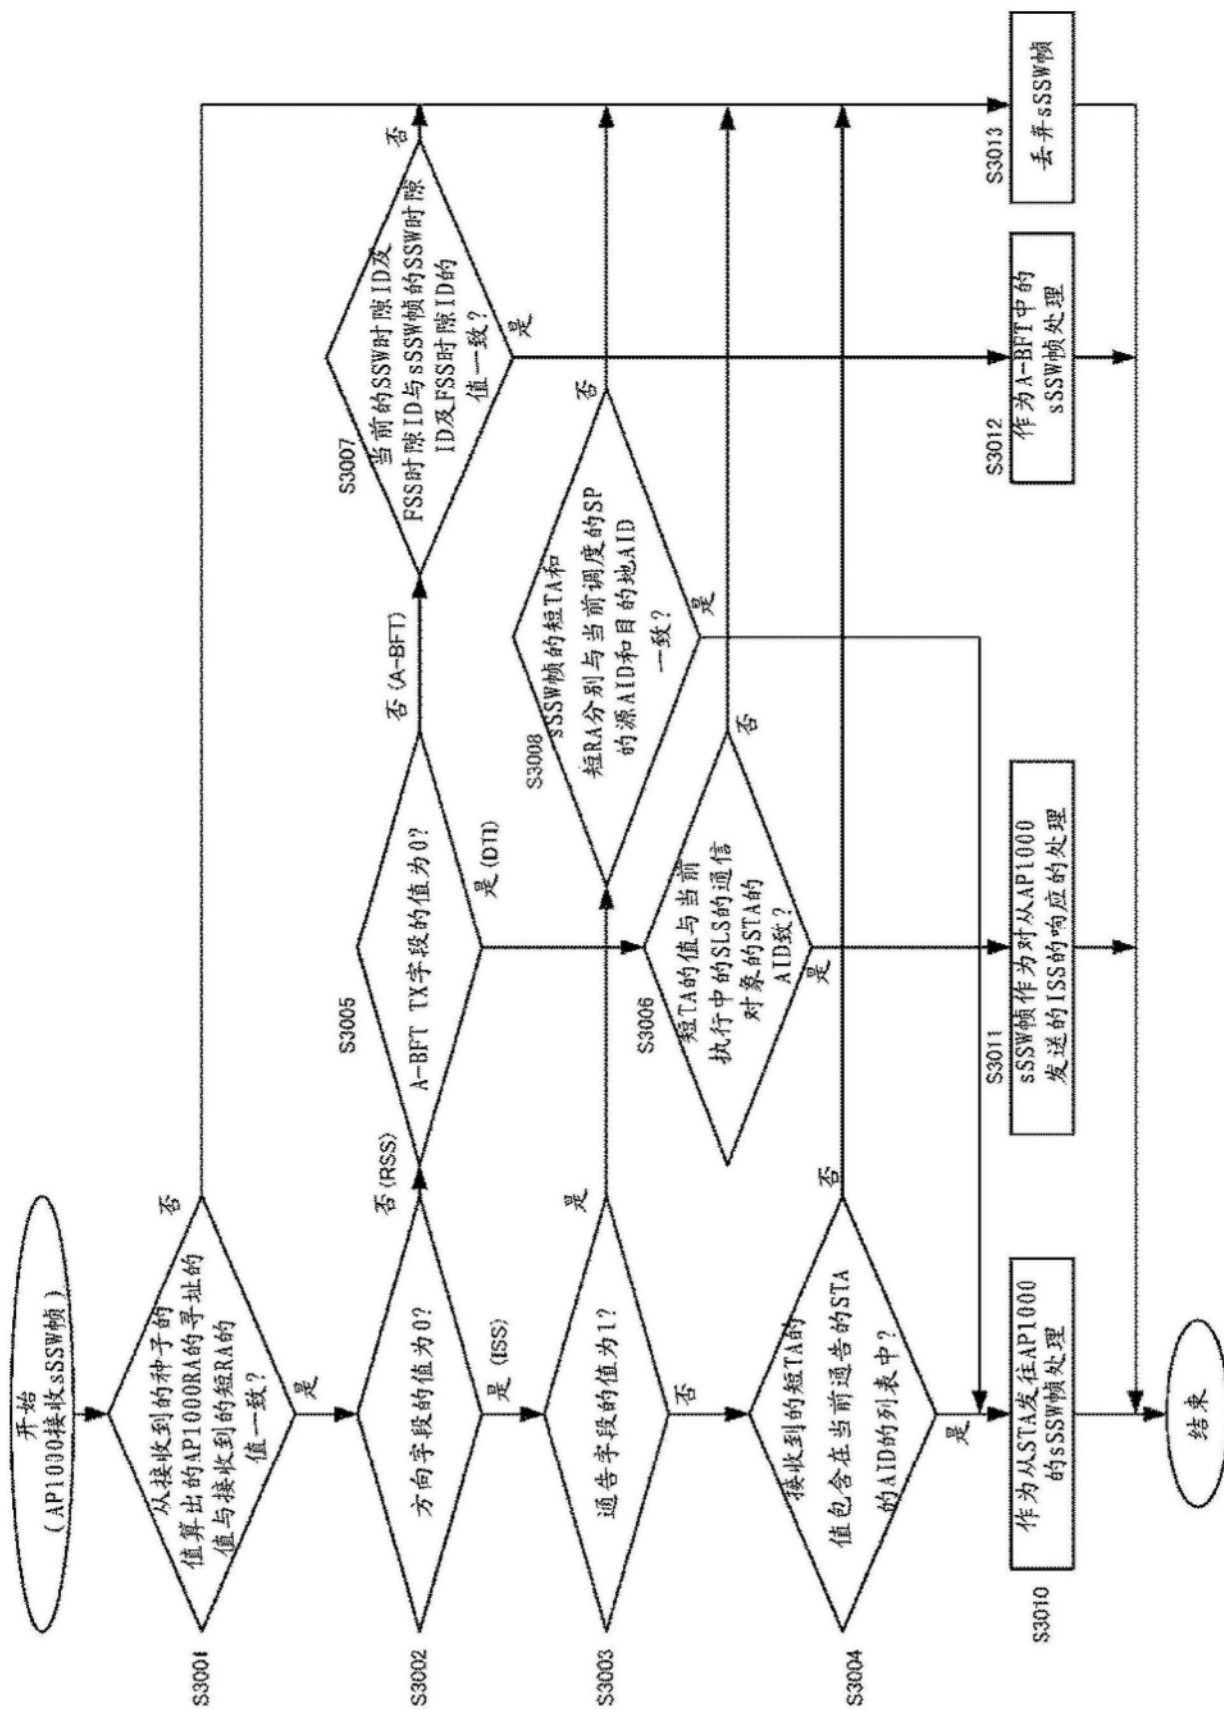 开始
(AP1000接收sSSW帧)
S3001
从接收到的种子的
值算出的AP1000RA的寻址的
值与接收到的短RA的
值一致?
否
是
S3002
方向字段的值为0?
否(RSS)
是(ISS)
S3005
A-BFT TX字段的值为0?
否(A-BFT)
是(DTI)
S3007
当前的SSW时隙ID及
FSS时隙ID与sSSW帧的SSW时隙
ID及FSS时隙ID的
值一致?
否
是
S3003
通告字段的值为1?
是
否
S3008
sSSW帧的短TA和
短RA分别与当前调度的SP
的源AID和目的地AID
一致?
否
是
S3006
短TA的值与当前
执行中的SLS的通信
对象的STA的
AID致?
否
是
S3004
接收到的短TA的
值包含在当前通告的STA
的AID的列表中?
否
是
S3010
作为从STA发往AP1000
的sSSW帧处理
S3011
sSSW帧作为对从AP1000
发送的ISS的响应的处理
S3012
作为A-BFT中的
sSSW帧处理
S3013
丢弃sSSW帧
结束